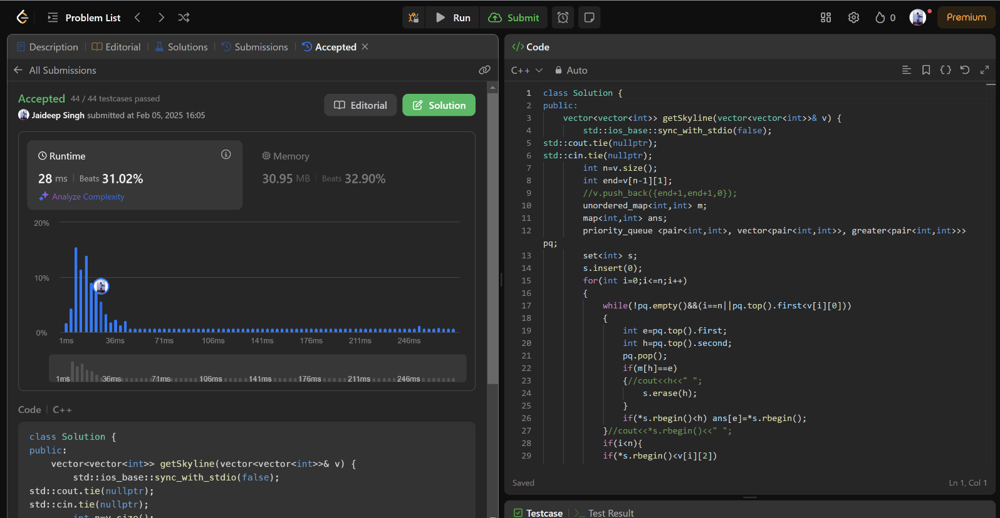 Problem List
Run
Submit
0
Premium
Description
Editorial
Solutions
Submissions
Accepted
All Submissions
Accepted 44 / 44 testcases passed
Jaideep Singh submitted at Feb 05, 2025 16:05
Editorial
Solution
Runtime
28 ms
Beats 31.02%
Analyze Complexity
Memory
30.95 MB
Beats 32.90%
20%
10%
0%
1ms 36ms 71ms 106ms 141ms 176ms 211ms 246ms
1ms 36ms 71ms 106ms 141ms 176ms 211ms 246ms
Code | C++
class Solution {
public:
    vector<vector<int>> getSkyline(vector<vector<int>>& v) {
        std::ios_base::sync_with_stdio(false);
std::cout.tie(nullptr);
std::cin.tie(nullptr);
        int n=v.size();
</> Code
C++
Auto
1 class Solution {
2 public:
3     vector<vector<int>> getSkyline(vector<vector<int>>& v) {
4         std::ios_base::sync_with_stdio(false);
5 std::cout.tie(nullptr);
6 std::cin.tie(nullptr);
7         int n=v.size();
8         int end=v[n-1][1];
9         //v.push_back({end+1,end+1,0});
10         unordered_map<int,int> m;
11         map<int,int> ans;
12         priority_queue <pair<int,int>, vector<pair<int,int>>, greater<pair<int,int>>>
pq;
13         set<int> s;
14         s.insert(0);
15         for(int i=0;i<=n;i++)
16         {
17             while(!pq.empty()&&(i==n||pq.top().first<v[i][0]))
18             {
19                 int e=pq.top().first;
20                 int h=pq.top().second;
21                 pq.pop();
22                 if(m[h]==e)
23                 {//cout<<h<<" ";
24                     s.erase(h);
25                 }
26                 if(*s.rbegin()<h) ans[e]=*s.rbegin();
27             }//cout<<*s.rbegin()<<" ";
28             if(i<n){
29             if(*s.rbegin()<v[i][2])
Saved
Ln 1, Col 1
Testcase
Test Result